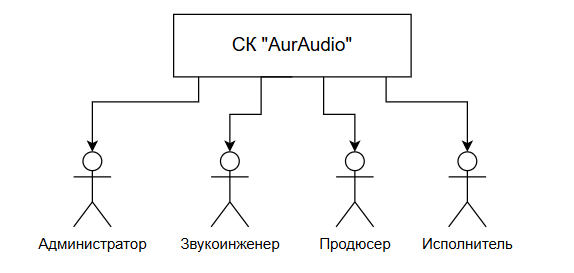 СК "AurAudio"
Администратор
Звукоинженер
Продюсер
Исполнитель